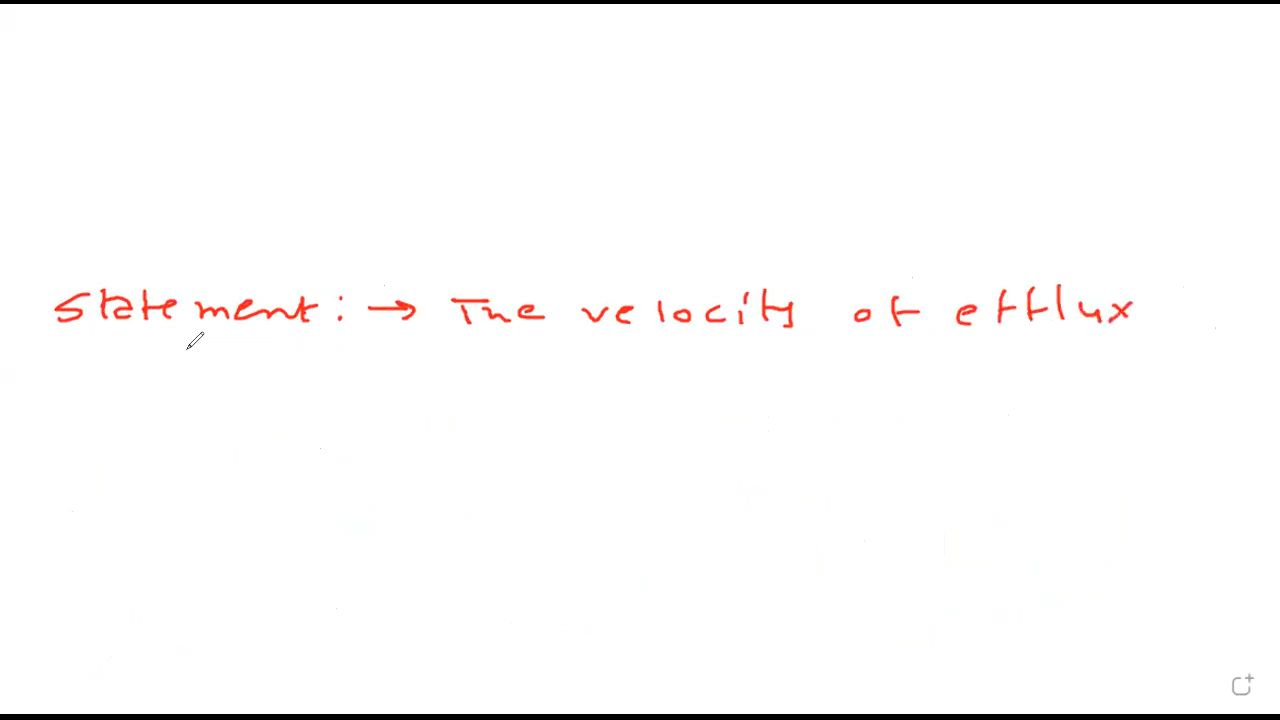 Statement : → The velocity of efflux